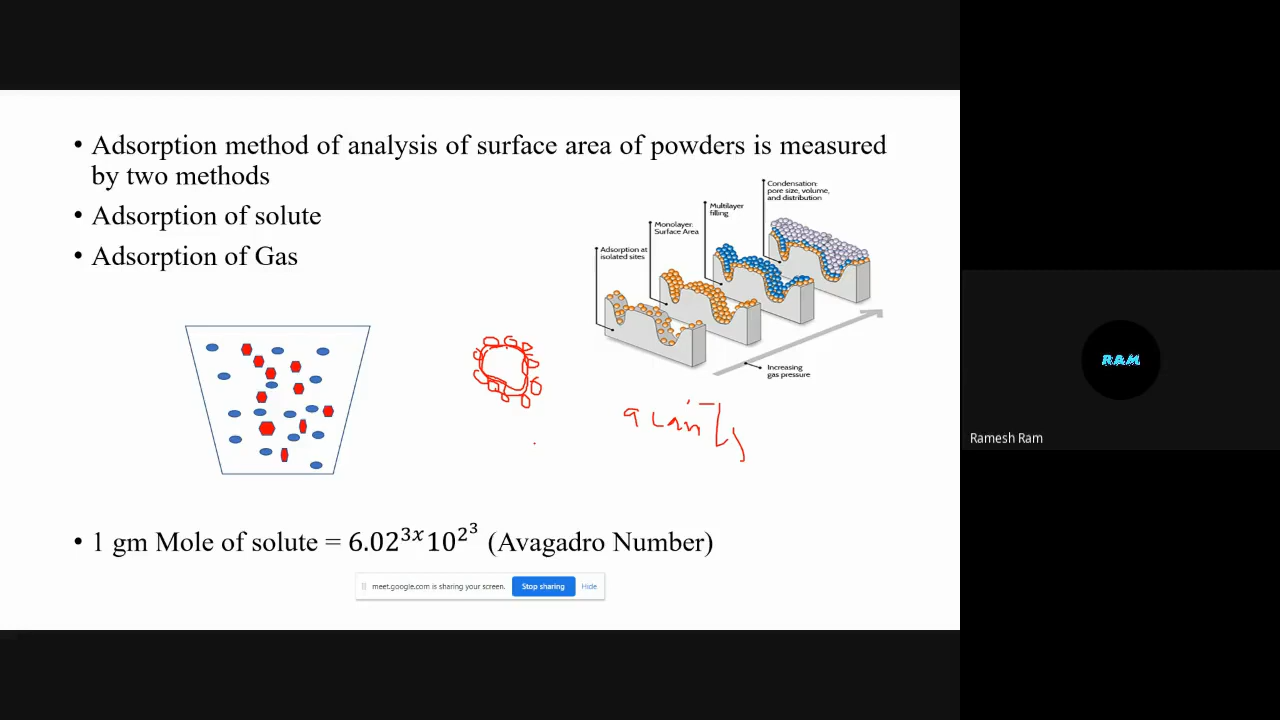 • Adsorption method of analysis of surface area of powders is measured
by two methods
• Adsorption of solute
• Adsorption of Gas
Condensation:
pore size, volume,
and distribution
Multilayer
filling
Monolayer:
Surface Area
Adsorption at
isolated sites
Increasing
gas pressure
• 1 gm Mole of solute = 6.02³ˣ10²³ (Avagadro Number)
meet.google.com is sharing your screen. Stop sharing Hide
RAM
Ramesh Ram